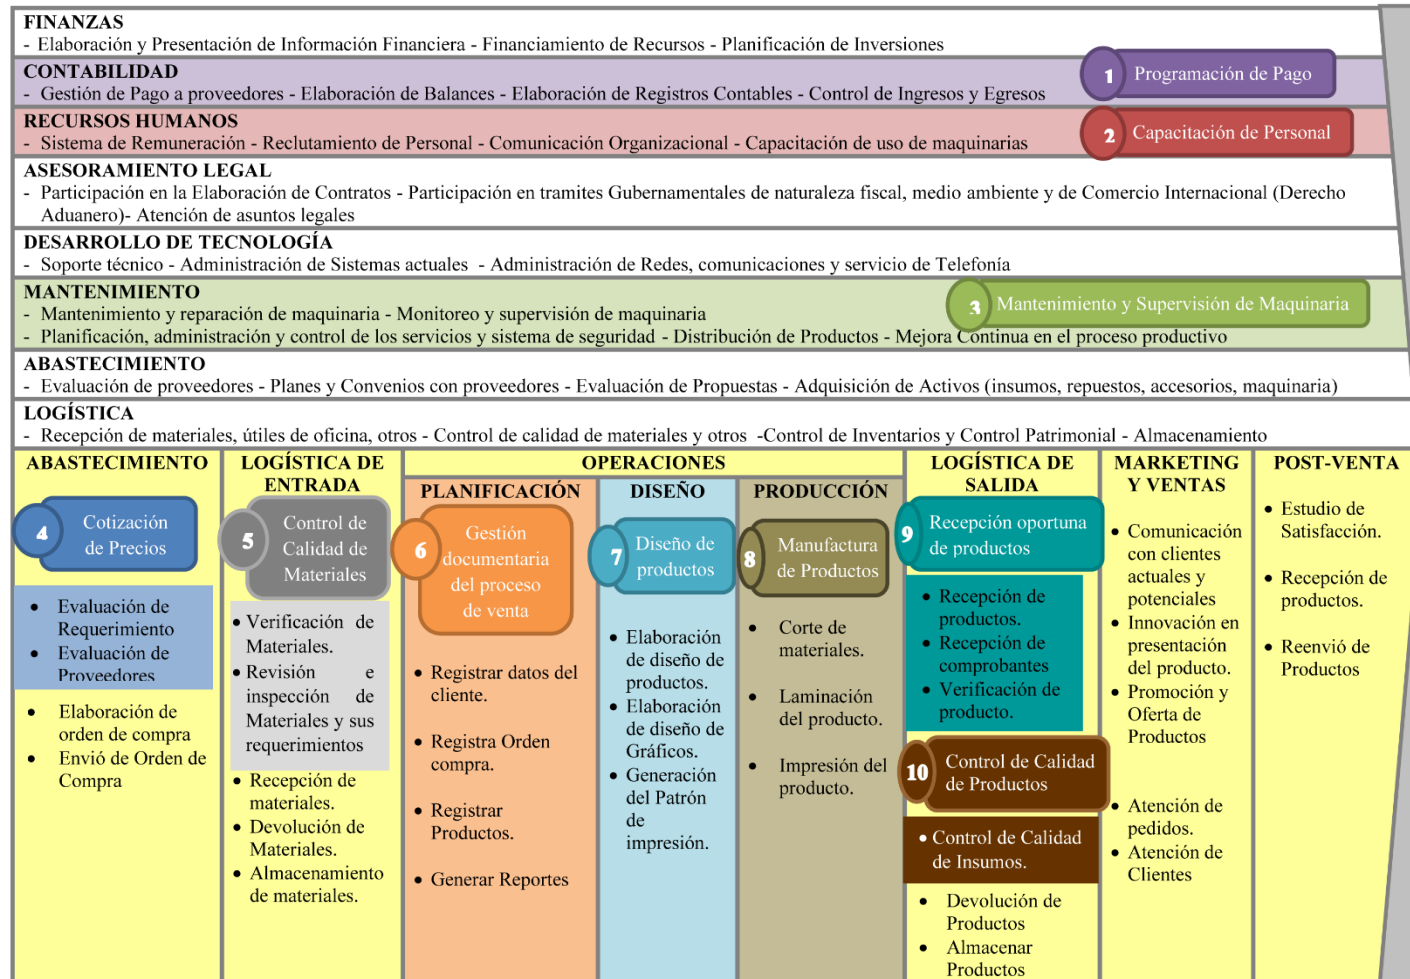 FINANZAS
- Elaboración y Presentación de Información Financiera - Financiamiento de Recursos - Planificación de Inversiones
CONTABILIDAD
- Gestión de Pago a proveedores - Elaboración de Balances - Elaboración de Registros Contables - Control de Ingresos y Egresos
1 Programación de Pago
RECURSOS HUMANOS
- Sistema de Remuneración - Reclutamiento de Personal - Comunicación Organizacional - Capacitación de uso de maquinarias
2 Capacitación de Personal
ASESORAMIENTO LEGAL
- Participación en la Elaboración de Contratos - Participación en tramites Gubernamentales de naturaleza fiscal, medio ambiente y de Comercio Internacional (Derecho
Aduanero)- Atención de asuntos legales
DESARROLLO DE TECNOLOGÍA
- Soporte técnico - Administración de Sistemas actuales - Administración de Redes, comunicaciones y servicio de Telefonía
MANTENIMIENTO
- Mantenimiento y reparación de maquinaria - Monitoreo y supervisión de maquinaria
- Planificación, administración y control de los servicios y sistema de seguridad - Distribución de Productos - Mejora Continua en el proceso productivo
3 Mantenimiento y Supervisión de Maquinaria
ABASTECIMIENTO
- Evaluación de proveedores - Planes y Convenios con proveedores - Evaluación de Propuestas - Adquisición de Activos (insumos, repuestos, accesorios, maquinaria)
LOGÍSTICA
- Recepción de materiales, útiles de oficina, otros - Control de calidad de materiales y otros -Control de Inventarios y Control Patrimonial - Almacenamiento
ABASTECIMIENTO
4 Cotización
de Precios
• Evaluación de
Requerimiento
• Evaluación de
Proveedores
• Elaboración de
orden de compra
• Envió de Orden de
Compra
LOGÍSTICA DE
ENTRADA
5 Control de
Calidad de
Materiales
• Verificación de
Materiales.
• Revisión e
inspección de
Materiales y sus
requerimientos
• Recepción de
materiales.
• Devolución de
Materiales.
• Almacenamiento
de materiales.
OPERACIONES
PLANIFICACIÓN
6 Gestión
documentaria
del proceso
de venta
• Registrar datos del
cliente.
• Registra Orden
compra.
• Registrar
Productos.
• Generar Reportes
DISEÑO
7 Diseño de
productos
• Elaboración
de diseño de
productos.
• Elaboración
de diseño de
Gráficos.
• Generación
del Patrón
de
impresión.
PRODUCCIÓN
8 Manufactura
de Productos
• Corte de
materiales.
• Laminación
del producto.
• Impresión del
producto.
LOGÍSTICA DE
SALIDA
9 Recepción oportuna
de productos
• Recepción de
productos.
• Recepción de
comprobantes
• Verificación de
producto.
10 Control de Calidad
de Productos
• Control de Calidad
de Insumos.
• Devolución de
Productos
• Almacenar
Productos
MARKETING
Y VENTAS
• Comunicación
con clientes
actuales y
potenciales
• Innovación en
presentación
del producto.
• Promoción y
Oferta de
Productos
• Atención de
pedidos.
• Atención de
Clientes
POST-VENTA
• Estudio de
Satisfacción.
• Recepción de
productos.
• Reenvió de
Productos